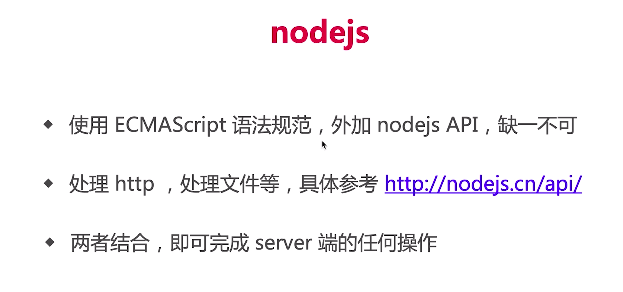 nodejs
使用 ECMAScript 语法规范，外加 nodejs API，缺一不可
处理 http ，处理文件等，具体参考 http://nodejs.cn/api/
两者结合，即可完成 server 端的任何操作